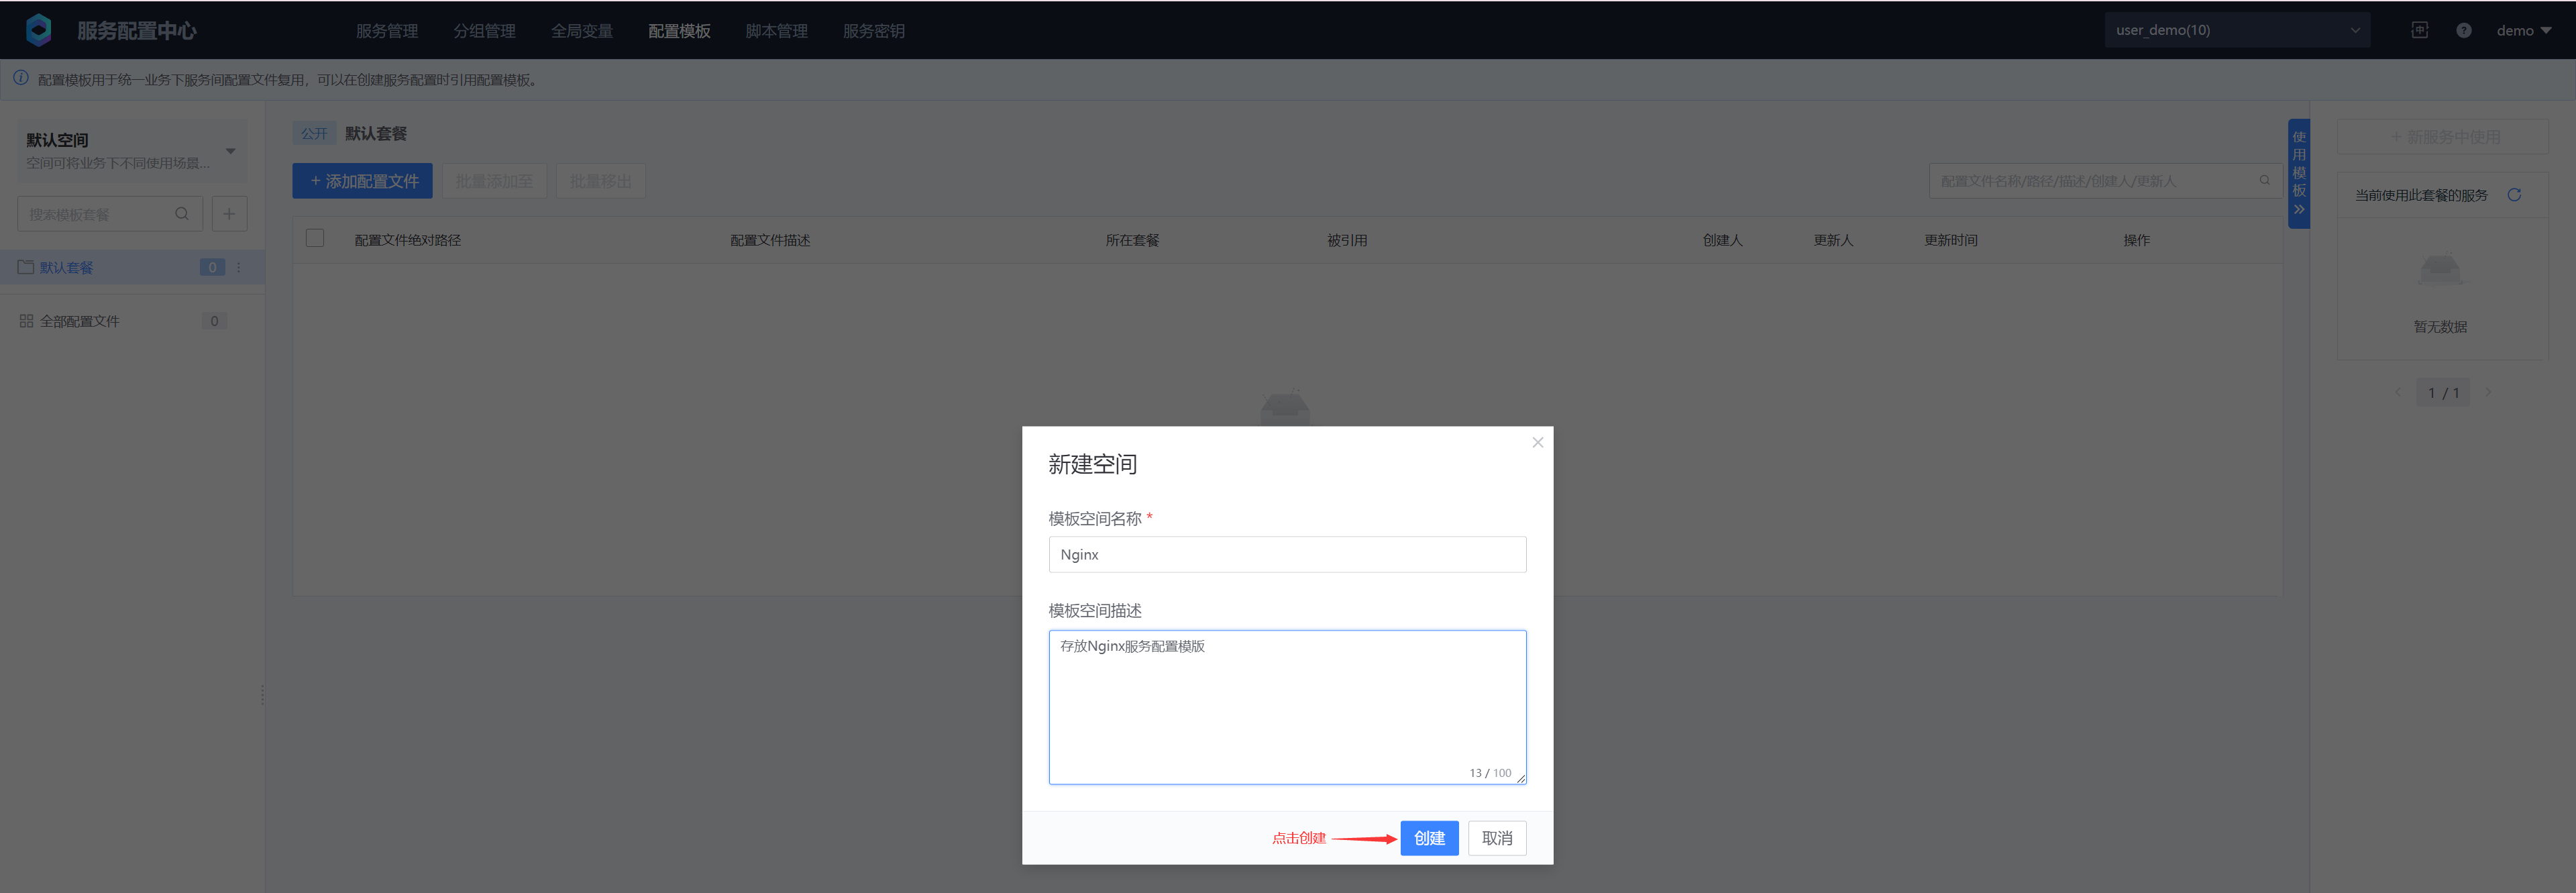 服务配置中心
服务管理 分组管理 全局变量 配置模板 脚本管理 服务密钥
user_demo(10)
demo
配置模板用于统一业务下服务间配置文件复用，可以在创建服务配置时引用配置模板。
默认空间
空间可将业务下不同使用场景...
搜索模板套餐
默认套餐 0
全部配置文件 0
公开 默认套餐
+ 添加配置文件 批量添加至 批量移出
配置文件名称/路径/描述/创建人/更新人
配置文件绝对路径 配置文件描述 所在套餐 被引用 创建人 更新人 更新时间 操作
使用模板
+ 新服务中使用
当前使用此套餐的服务
暂无数据
1 / 1
新建空间
模板空间名称 *
Nginx
模板空间描述
存放Nginx服务配置模版
13 / 100
点击创建
创建 取消